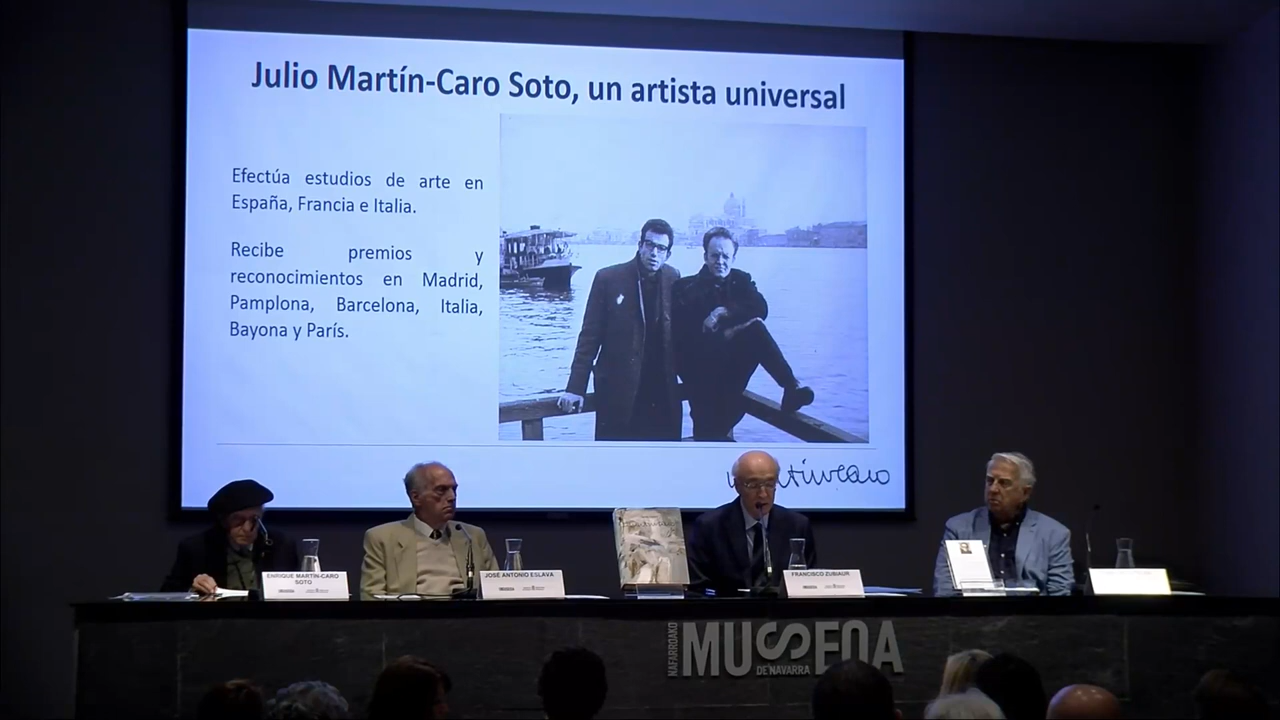 Julio Martín-Caro Soto, un artista universal
Efectúa estudios de arte en
España, Francia e Italia.
Recibe premios y
reconocimientos en Madrid,
Pamplona, Barcelona, Italia,
Bayona y París.
ENRIQUE MARTÍN-CARO
SOTO
JOSÉ ANTONIO ESLAVA
FRANCISCO ZUBIAUR
NAFARROAKO
MUSEOA
DE NAVARRA